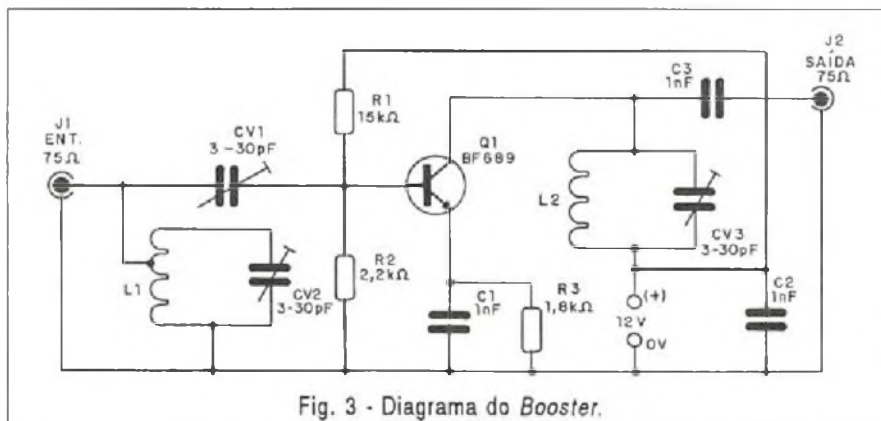 J1
ENT.
75Ω
CV1
3-30pF
L1
CV2
3-30pF
R1
15kΩ
R2
2,2kΩ
Q1
BF689
C1
1nF
R3
1,8kΩ
L2
C3
1nF
CV3
3-30pF
(+)
12V
0V
C2
1nF
J2
SAÍDA
75Ω
Fig. 3 - Diagrama do Booster.